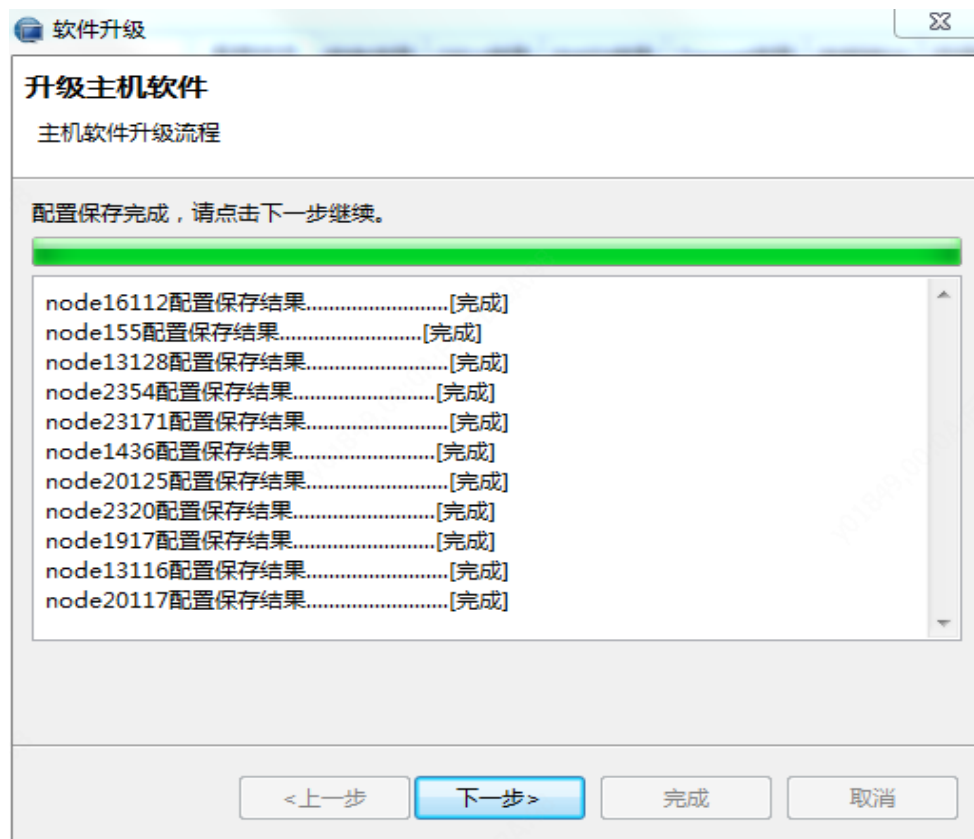 软件升级
升级主机软件
主机软件升级流程
配置保存完成，请点击下一步继续。
node16112配置保存结果..........................[完成]
node155配置保存结果..........................[完成]
node13128配置保存结果..........................[完成]
node2354配置保存结果..........................[完成]
node23171配置保存结果..........................[完成]
node1436配置保存结果..........................[完成]
node20125配置保存结果..........................[完成]
node2320配置保存结果..........................[完成]
node1917配置保存结果..........................[完成]
node13116配置保存结果..........................[完成]
node20117配置保存结果..........................[完成]
<上一步 下一步> 完成 取消